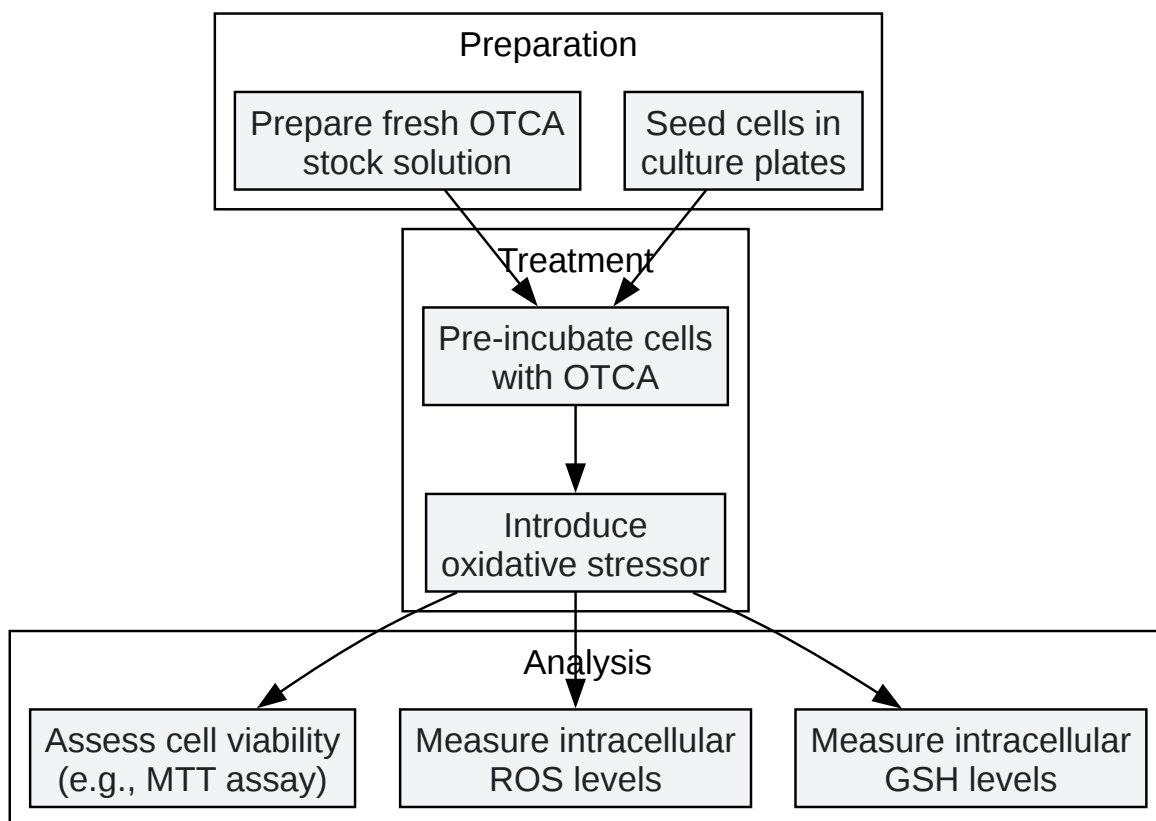 Preparation
Prepare fresh OTCA
stock solution
Seed cells in
culture plates
Treatment
Pre-incubate cells
with OTCA
Introduce
oxidative stressor
Analysis
Assess cell viability
(e.g., MTT assay)
Measure intracellular
ROS levels
Measure intracellular
GSH levels